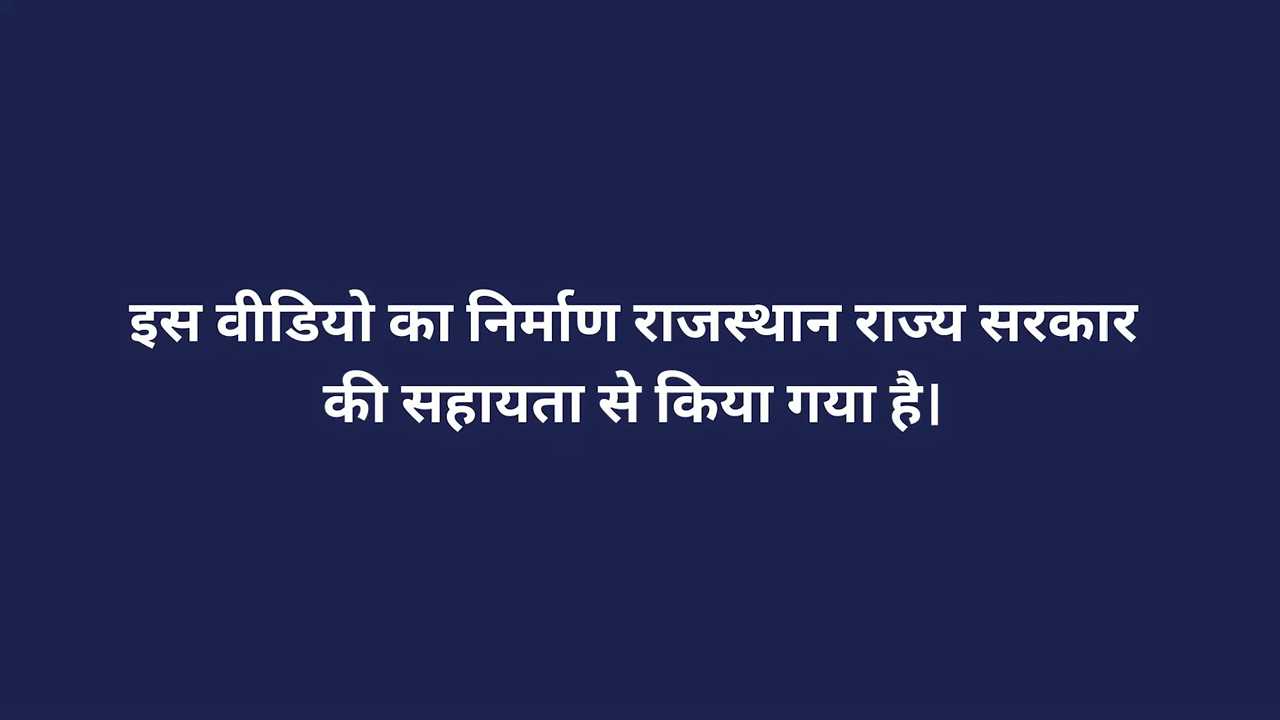 इस वीडियो का निर्माण राजस्थान राज्य सरकार
की सहायता से किया गया है।